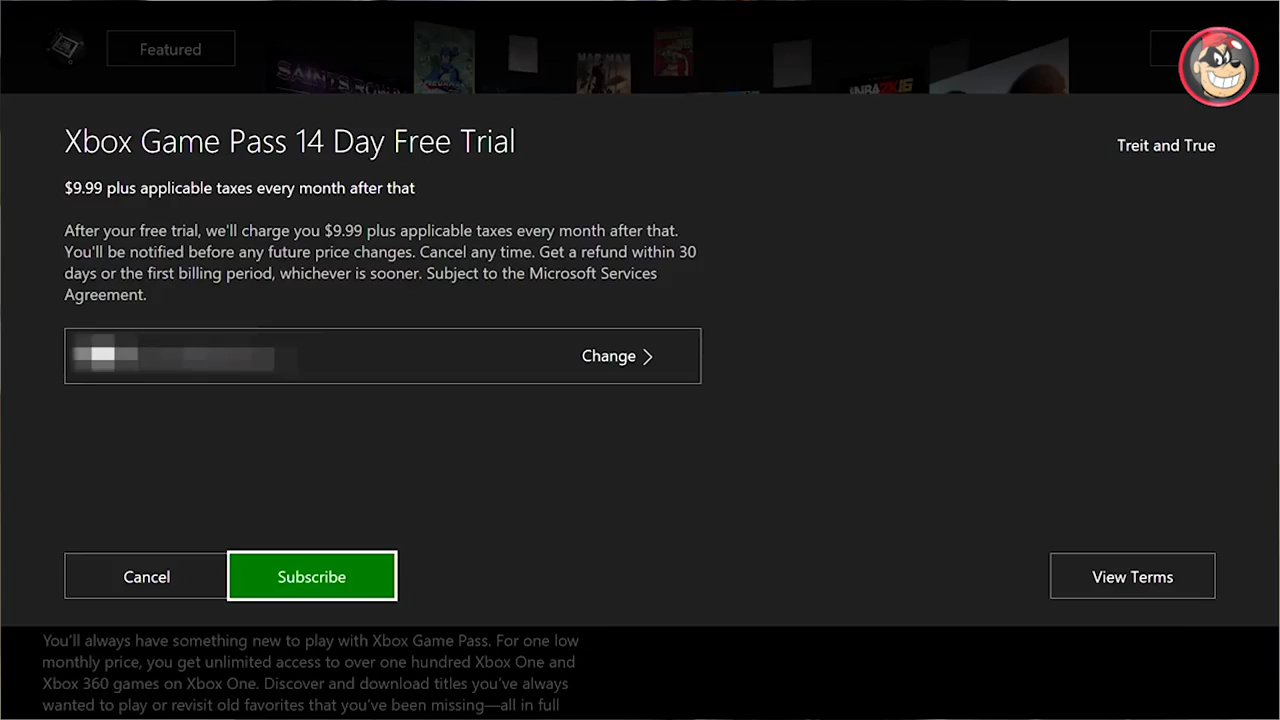 Featured
SAINTS ROW
MAD MAX
NBA 2K16
Xbox Game Pass 14 Day Free Trial
Treit and True
$9.99 plus applicable taxes every month after that
After your free trial, we'll charge you $9.99 plus applicable taxes every month after that.
You'll be notified before any future price changes. Cancel any time. Get a refund within 30
days or the first billing period, whichever is sooner. Subject to the Microsoft Services
Agreement.
Change
Cancel
Subscribe
View Terms
You'll always have something new to play with Xbox Game Pass. For one low
monthly price, you get unlimited access to over one hundred Xbox One and
Xbox 360 games on Xbox One. Discover and download titles you've always
wanted to play or revisit old favorites that you've been missing—all in full